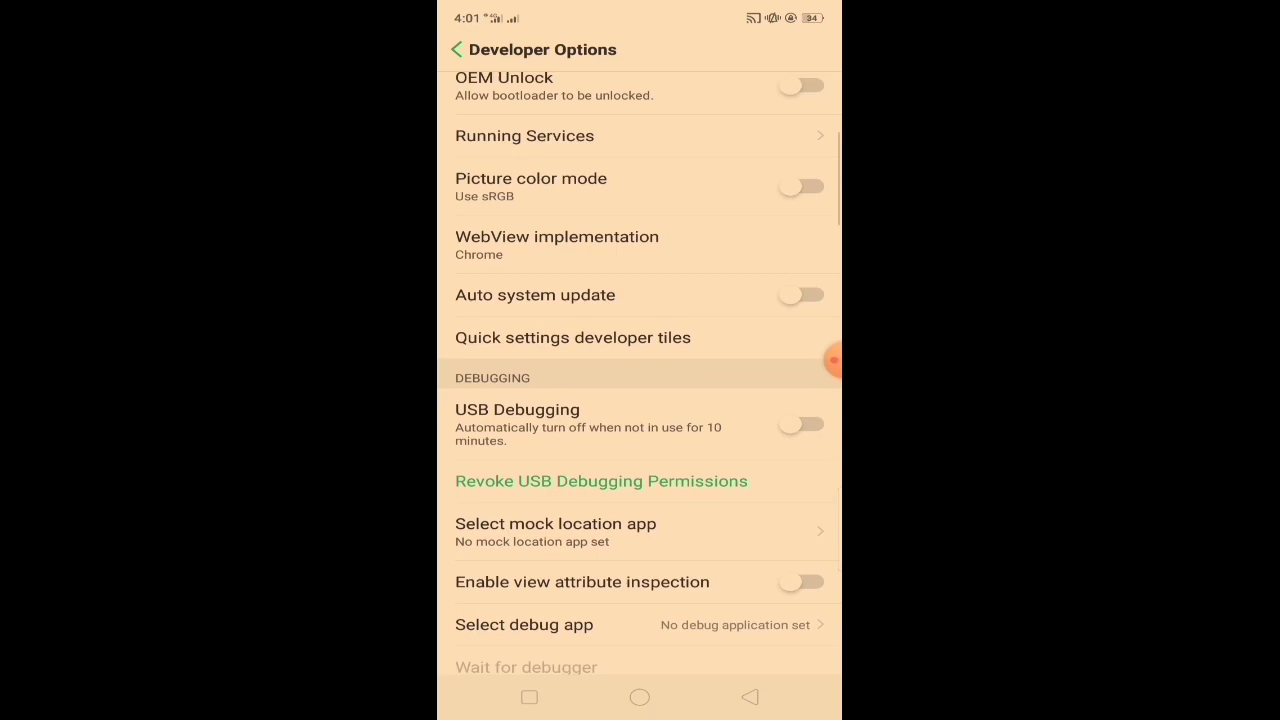 4:01 4G 34
Developer Options
OEM Unlock
Allow bootloader to be unlocked.
Running Services
Picture color mode
Use sRGB
WebView implementation
Chrome
Auto system update
Quick settings developer tiles
DEBUGGING
USB Debugging
Automatically turn off when not in use for 10
minutes.
Revoke USB Debugging Permissions
Select mock location app
No mock location app set
Enable view attribute inspection
Select debug app No debug application set
Wait for debugger